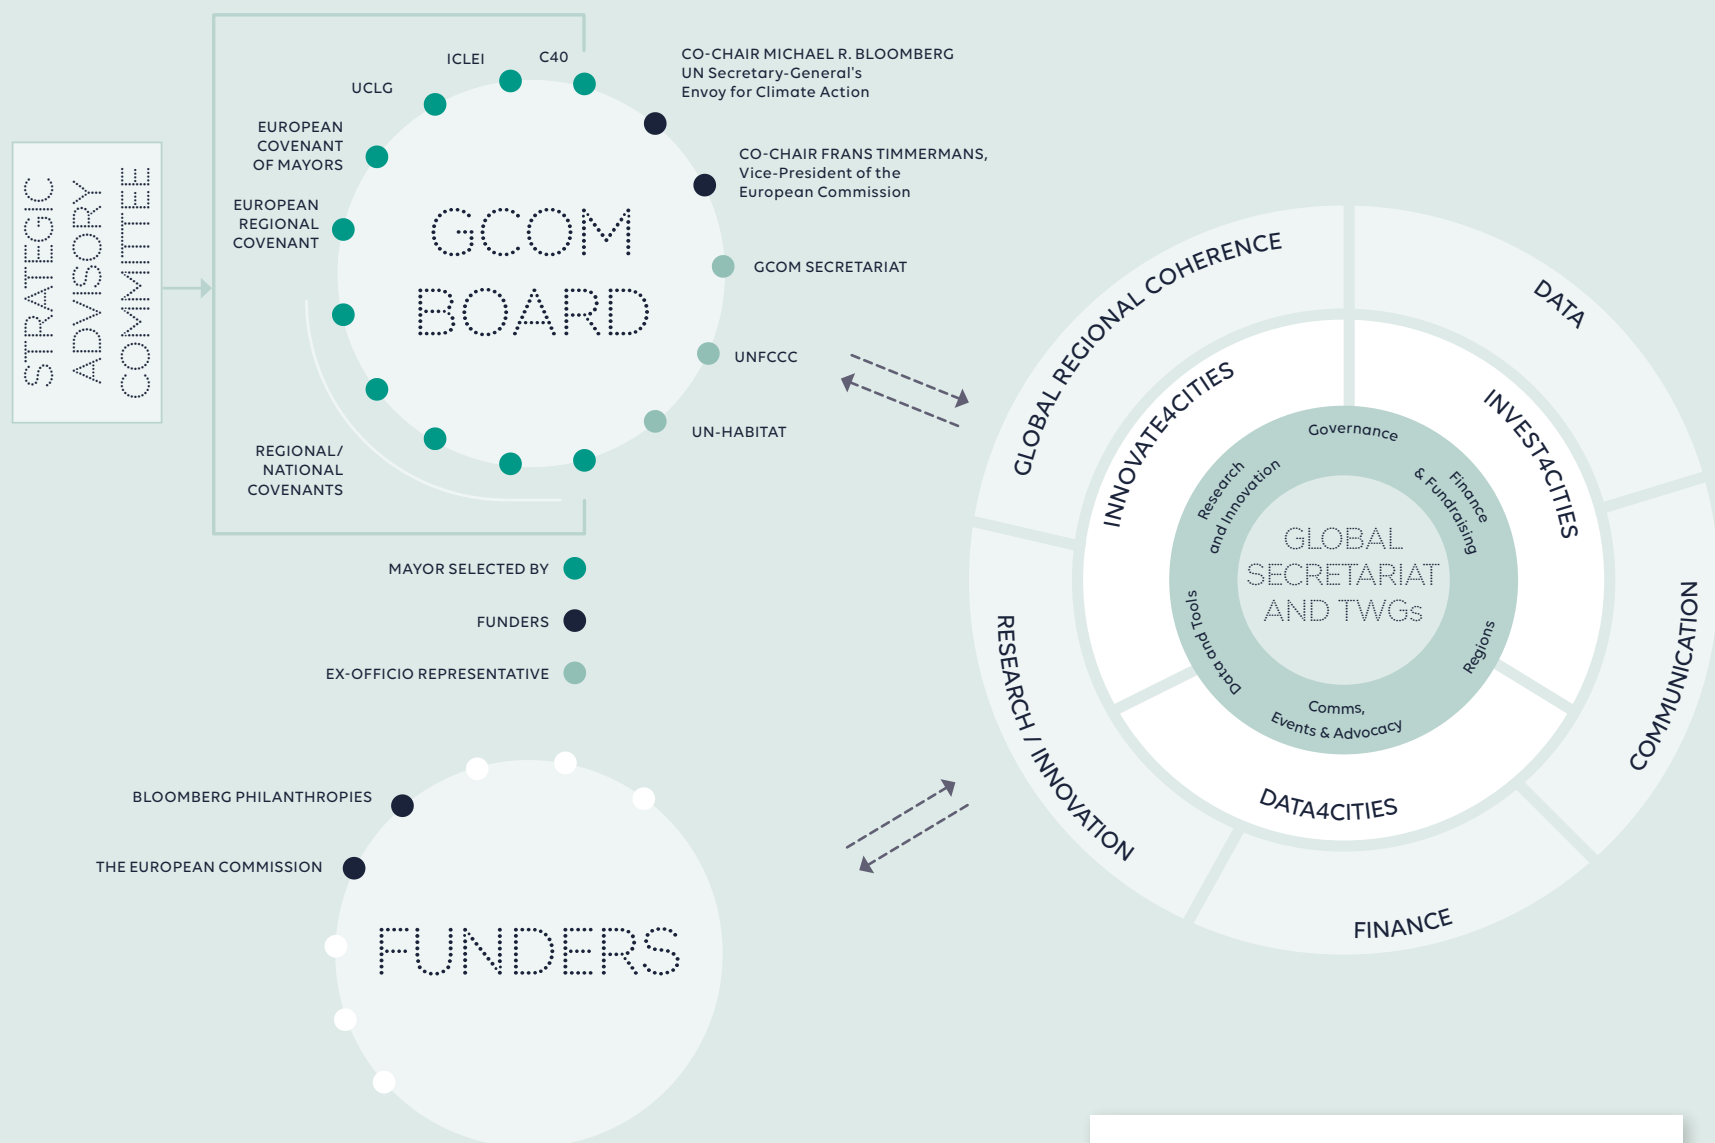 STRATEGIC
ADVISORY
COMMITTEE
C40
ICLEI
UCLG
EUROPEAN
COVENANT
OF MAYORS
EUROPEAN
REGIONAL
COVENANT
REGIONAL/
NATIONAL
COVENANTS
GCOM
BOARD
CO-CHAIR MICHAEL R. BLOOMBERG
UN Secretary-General's
Envoy for Climate Action
CO-CHAIR FRANS TIMMERMANS,
Vice-President of the
European Commission
GCOM SECRETARIAT
UNFCCC
UN-HABITAT
MAYOR SELECTED BY
FUNDERS
EX-OFFICIO REPRESENTATIVE
BLOOMBERG PHILANTHROPIES
THE EUROPEAN COMMISSION
FUNDERS
GLOBAL REGIONAL COHERENCE
DATA
COMMUNICATION
FINANCE
RESEARCH / INNOVATION
INNOVATE4CITIES
INVEST4CITIES
DATA4CITIES
Governance
Finance
& Fundraising
Regions
Comms,
Events & Advocacy
Data and Tools
Research
and Innovation
GLOBAL
SECRETARIAT
AND TWGs